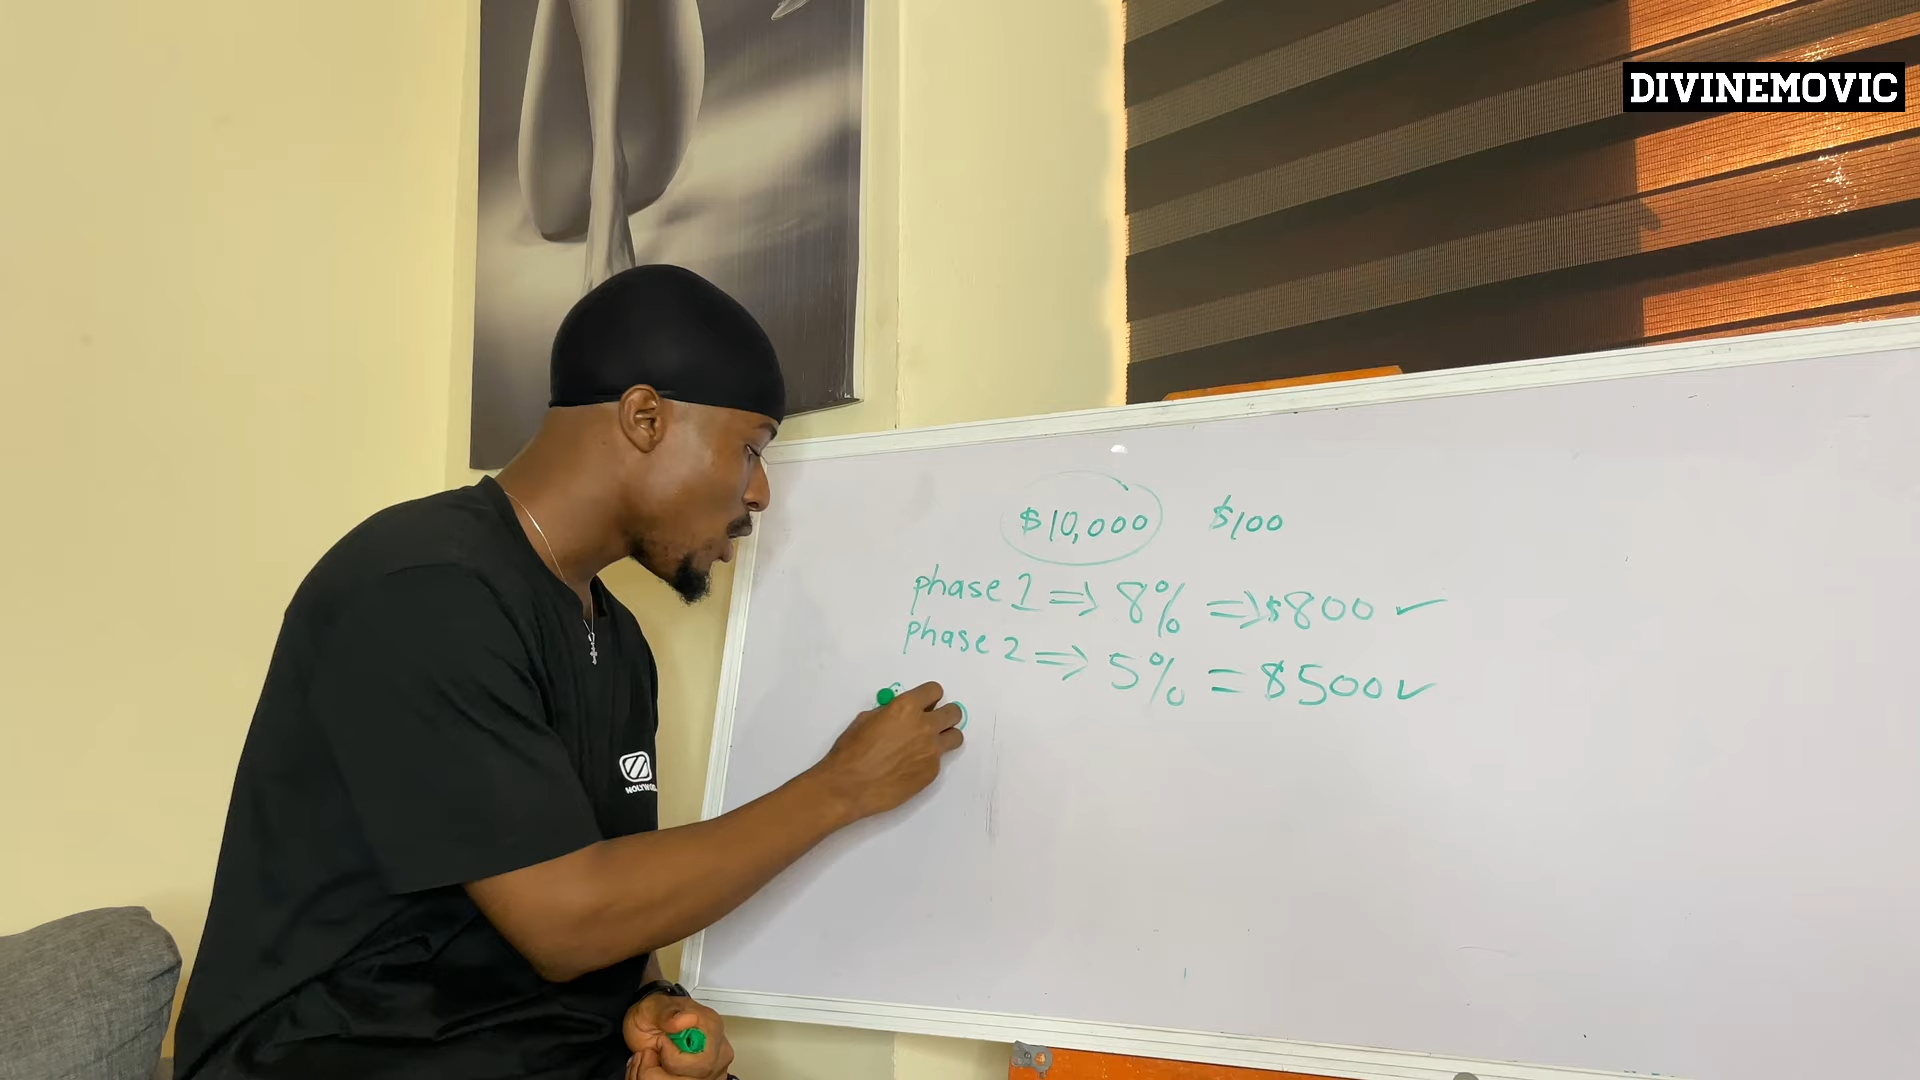 DIVINEMOVIC
$10,000 $100
phase 1 ⇒ 8% ⇒ $800 ✓
phase 2 ⇒ 5% = $500 ✓